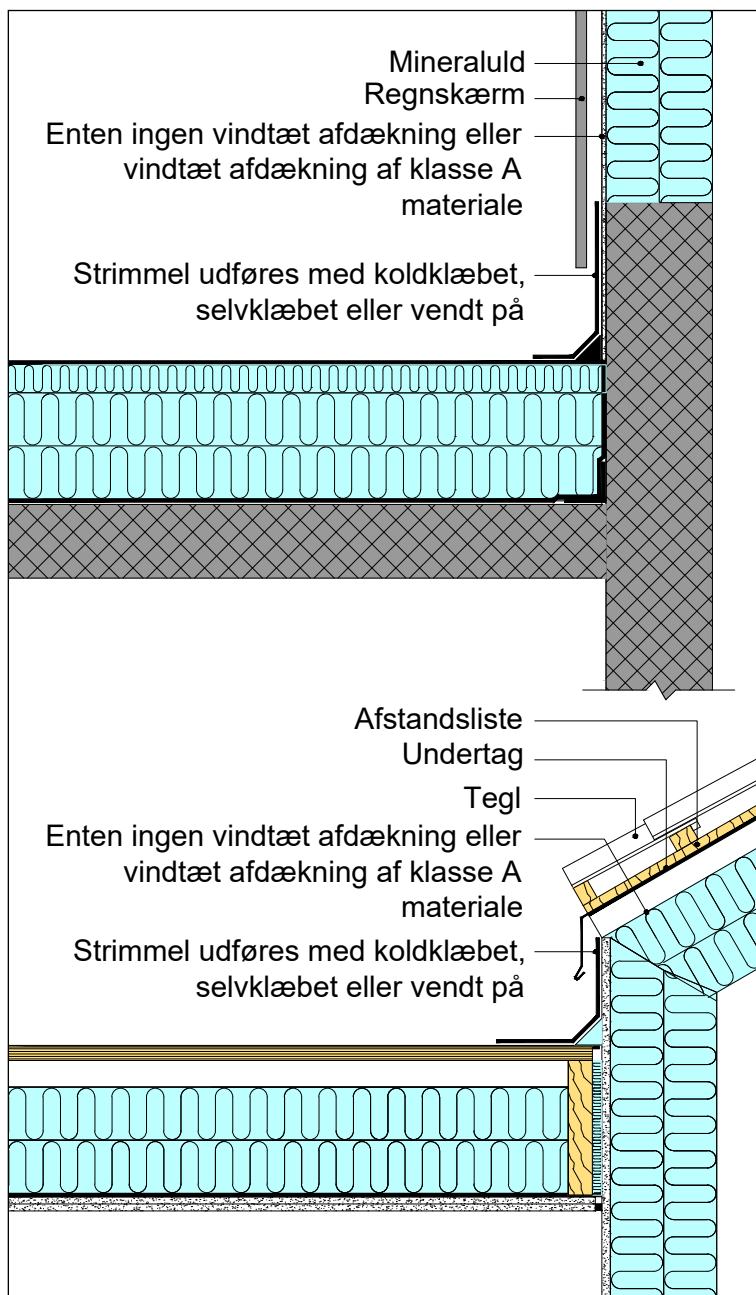 Mineraluld
Regnskærm
Enten ingen vindtæt afdækning eller
vindtæt afdækning af klasse A
materiale
Strimmel udføres med koldklæbet,
selvklæbet eller vendt på
Afstandsliste
Undertag
Tegl
Enten ingen vindtæt afdækning eller
vindtæt afdækning af klasse A
materiale
Strimmel udføres med koldklæbet,
selvklæbet eller vendt på